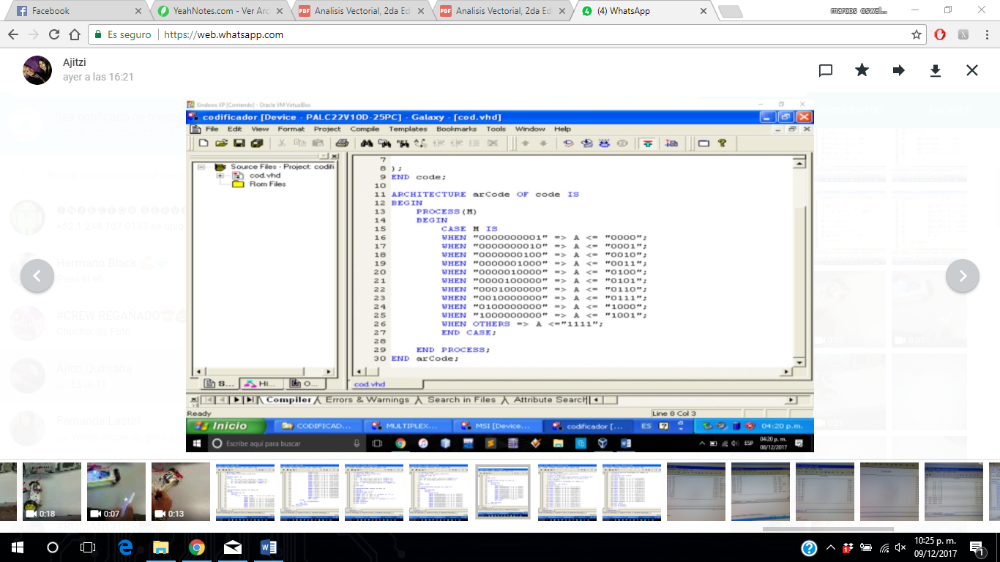 Facebook
YeahNotes.com - Ver Arc
Analisis Vectorial, 2da Ed
Analisis Vectorial, 2da Ed
(4) WhatsApp
marcos oswal...
Es seguro
https://web.whatsapp.com
Ajitzi
ayer a las 16:21
Xindows XP [Corriendo] - Oracle VM VirtualBox
codificador [Device - PALC22V10D-25PC] - Galaxy - [cod.vhd]
File Edit View Format Project Compile Templates Bookmarks Tools Window Help
Source Files - Project: codifi
cod.vhd
Rom Files
7
8 );
9 END code;
10
11 ARCHITECTURE arCode OF code IS
12 BEGIN
13 PROCESS(M)
14 BEGIN
15 CASE M IS
16 WHEN "0000000001" => A <= "0000";
17 WHEN "0000000010" => A <= "0001";
18 WHEN "0000000100" => A <= "0010";
19 WHEN "0000001000" => A <= "0011";
20 WHEN "0000010000" => A <= "0100";
21 WHEN "0000100000" => A <= "0101";
22 WHEN "0001000000" => A <= "0110";
23 WHEN "0010000000" => A <= "0111";
24 WHEN "0100000000" => A <= "1000";
25 WHEN "1000000000" => A <= "1001";
26 WHEN OTHERS => A <="1111";
27 END CASE;
28
29 END PROCESS;
30 END arCode;
S... Hi... O...
cod.vhd
Compiler Errors & Warnings Search in Files Attribute Search
Ready
Line 8 Col 3
Inicio
CODIFICAD...
MULTIPLEX...
MSI [Device...
codificador [...
ES
04:20 p.m.
Escribe aquí para buscar
ESP
04:20 p. m.
08/12/2017
Hermano Black
Pues si eh
#CREW REGAÑADO
Chucho: Foto
Ajitzi Quintana
Fernanda Lastiri
#ROMANCITOS
0:13
0:07
0:21
0:18
0:07
0:13
10:25 p. m.
09/12/2017
1